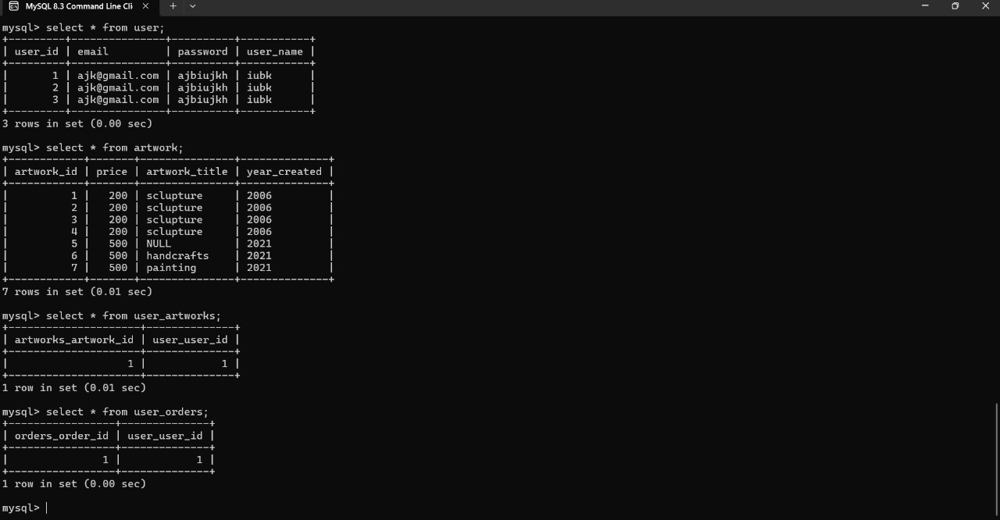 MySQL 8.3 Command Line Cli
mysql> select * from user;
+---------+---------------+----------+-----------+
| user_id | email         | password | user_name |
+---------+---------------+----------+-----------+
|       1 | ajk@gmail.com | ajbiujkh | iubk      |
|       2 | ajk@gmail.com | ajbiujkh | iubk      |
|       3 | ajk@gmail.com | ajbiujkh | iubk      |
+---------+---------------+----------+-----------+
3 rows in set (0.00 sec)
mysql> select * from artwork;
+------------+-------+---------------+--------------+
| artwork_id | price | artwork_title | year_created |
+------------+-------+---------------+--------------+
|          1 |   200 | sclupture     | 2006         |
|          2 |   200 | sclupture     | 2006         |
|          3 |   200 | sclupture     | 2006         |
|          4 |   200 | sclupture     | 2006         |
|          5 |   500 | NULL          | 2021         |
|          6 |   500 | handcrafts    | 2021         |
|          7 |   500 | painting      | 2021         |
+------------+-------+---------------+--------------+
7 rows in set (0.01 sec)
mysql> select * from user_artworks;
+---------------------+--------------+
| artworks_artwork_id | user_user_id |
+---------------------+--------------+
|                   1 |            1 |
+---------------------+--------------+
1 row in set (0.01 sec)
mysql> select * from user_orders;
+-----------------+--------------+
| orders_order_id | user_user_id |
+-----------------+--------------+
|               1 |            1 |
+-----------------+--------------+
1 row in set (0.00 sec)
mysql>